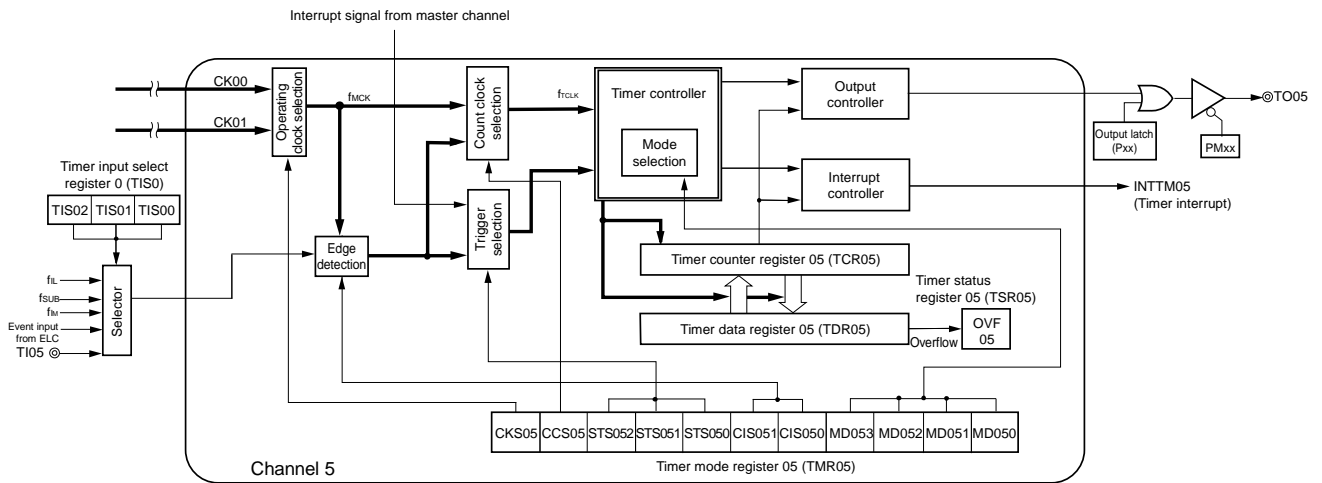 Interrupt signal from master channel
CK00
CK01
Operating
clock selection
fMCK
Count clock
selection
fTCLK
Timer controller
Mode
selection
Output
controller
Interrupt
controller
Output latch
(Pxx)
PMxx
TO05
INTTM05
(Timer interrupt)
Timer input select
register 0 (TIS0)
TIS02 TIS01 TIS00
Edge
detection
Trigger
selection
Timer counter register 05 (TCR05)
Timer status
register 05 (TSR05)
Timer data register 05 (TDR05)
Overflow
OVF
05
fIL
fSUB
fIM
Event input
from ELC
TI05
Selector
CKS05 CCS05 STS052 STS051 STS050 CIS051 CIS050 MD053 MD052 MD051 MD050
Channel 5
Timer mode register 05 (TMR05)